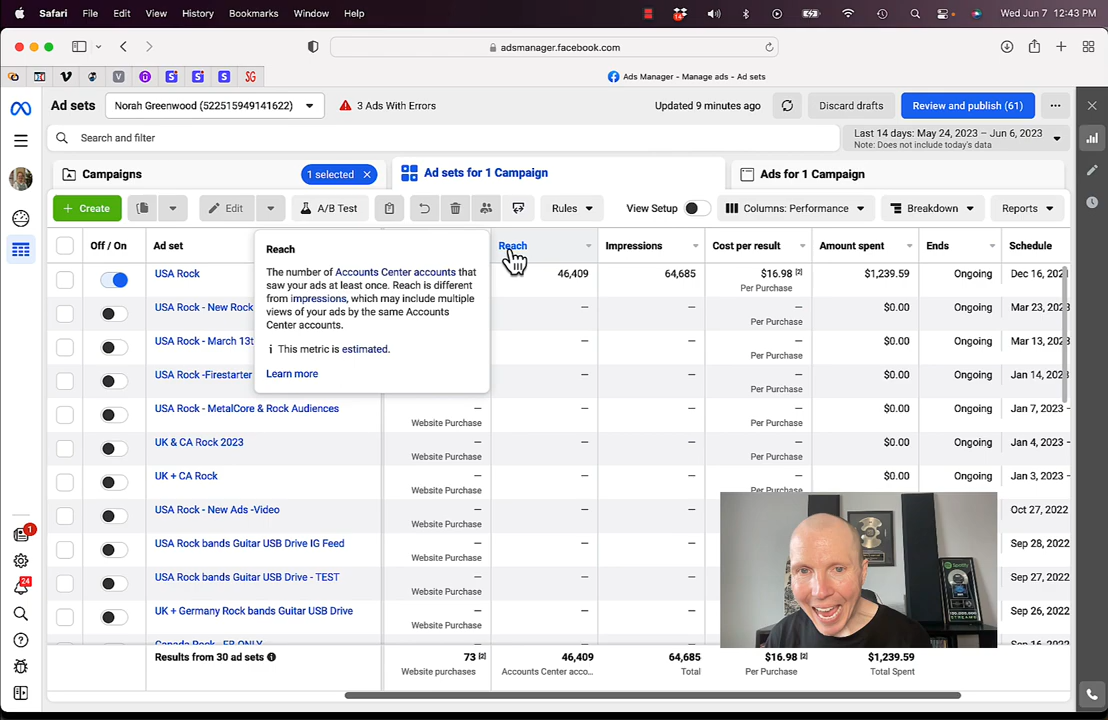 Safari File Edit View History Bookmarks Window Help
14
Wed Jun 7 12:43 PM
adsmanager.facebook.com
V
SG
Ads Manager - Manage ads - Ad sets
Ad sets
Norah Greenwood (522515949141622)
3 Ads With Errors
Updated 9 minutes ago
Discard drafts
Review and publish (61)
Search and filter
Last 14 days: May 24, 2023 – Jun 6, 2023
Note: Does not include today's data
Campaigns
1 selected
Ad sets for 1 Campaign
Ads for 1 Campaign
+ Create
Edit
A/B Test
Rules
View Setup
Columns: Performance
Breakdown
Reports
Off / On Ad set Reach Impressions Cost per result Amount spent Ends Schedule
USA Rock 46,409 64,685 $16.98 [2] $1,239.59 Ongoing Dec 16, 202
Per Purchase
USA Rock - New Rock — — — $0.00 Ongoing Mar 23, 202
Per Purchase
USA Rock - March 13t — — — $0.00 Ongoing Mar 13, 202
Per Purchase
USA Rock -Firestarter — — — $0.00 Ongoing Jan 14, 202
Per Purchase
USA Rock - MetalCore & Rock Audiences — — — — $0.00 Ongoing Jan 7, 2023 –
Website Purchase Per Purchase
UK & CA Rock 2023 — — — — $0.00 Ongoing Jan 4, 2023 –
Website Purchase Per Purchase
UK + CA Rock — — — — $0.00 Ongoing Jan 3, 2023 –
Website Purchase Per Purchase
USA Rock - New Ads -Video — — — Oct 27, 2022
Website Purchase
USA Rock bands Guitar USB Drive IG Feed — — — Sep 28, 2022
Website Purchase
USA Rock bands Guitar USB Drive - TEST — — — Sep 27, 2022
Website Purchase
UK + Germany Rock bands Guitar USB Drive — — — Sep 26, 2022
Website Purchase
Results from 30 ad sets 73 [2] 46,409 64,685 $16.98 [2] $1,239.59
Website purchases Accounts Center acco... Total Per Purchase Total Spent
Reach
The number of Accounts Center accounts that
saw your ads at least once. Reach is different
from impressions, which may include multiple
views of your ads by the same Accounts
Center accounts.
This metric is estimated.
Learn more
1
24
Spotify